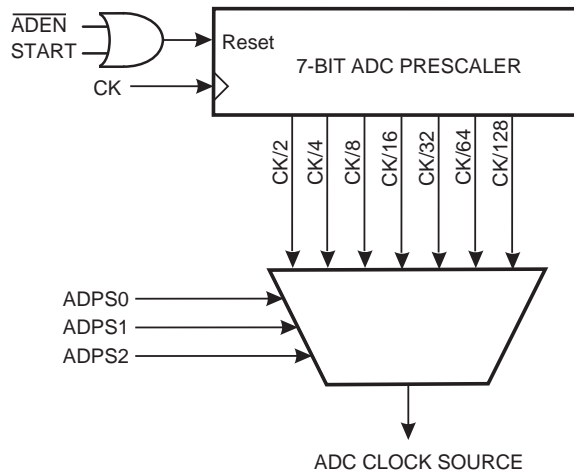 ADEN
START
Reset
7-BIT ADC PRESCALER
CK
CK/2
CK/4
CK/8
CK/16
CK/32
CK/64
CK/128
ADPS0
ADPS1
ADPS2
ADC CLOCK SOURCE